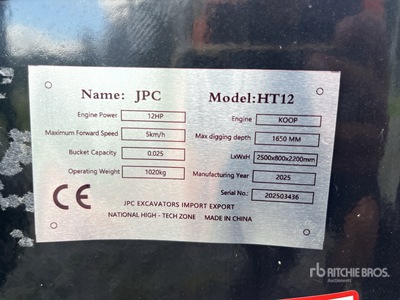 Name: JPC Model:HT12
Engine Power 12HP Engine KOOP
Maximum Forward Speed 5km/h Max digging depth 1650 MM
Bucket Capacity 0.025 LxWxH 2500x800x2200mm
Operating Weight 1020kg Manufacturing Year 2025
Serial No.: 202503436
CE
JPC EXCAVATORS IMPORT EXPORT
NATIONAL HIGH - TECH ZONE MADE IN CHINA
rb RITCHIE BROS.